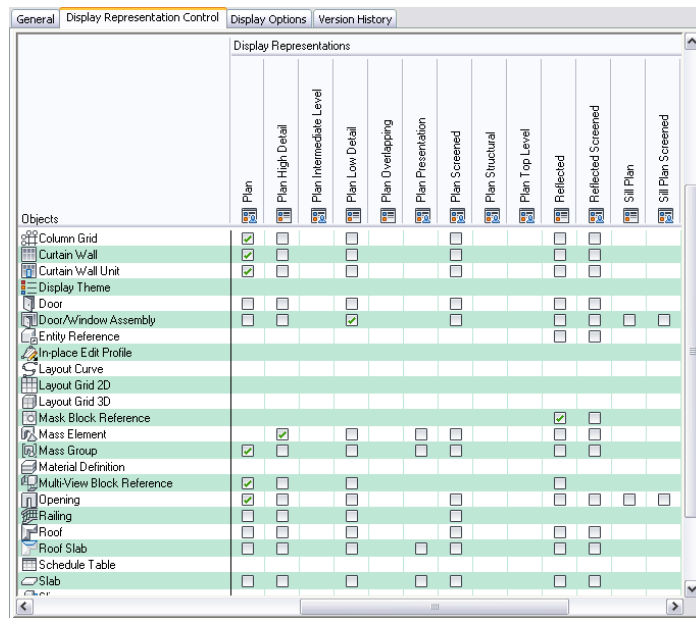 General Display Representation Control Display Options Version History
Display Representations
Objects Plan Plan High Detail Plan Intermediate Level Plan Low Detail Plan Overlapping Plan Presentation Plan Screened Plan Structural Plan Top Level Reflected Reflected Screened Sill Plan Sill Plan Screened
Column Grid
Curtain Wall
Curtain Wall Unit
Display Theme
Door
Door/Window Assembly
Entity Reference
In-place Edit Profile
Layout Curve
Layout Grid 2D
Layout Grid 3D
Mask Block Reference
Mass Element
Mass Group
Material Definition
Multi-View Block Reference
Opening
Railing
Roof
Roof Slab
Schedule Table
Slab